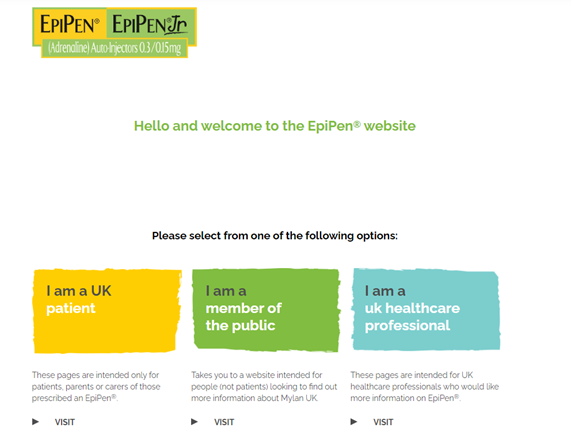 EPIPEN® EPIPEN®Jr
(Adrenaline) Auto-Injectors 0.3/0.15mg
Hello and welcome to the EpiPen® website
Please select from one of the following options:
I am a UK
patient
I am a
member of
the public
I am a
uk healthcare
professional
These pages are intended only for
patients, parents or carers of those
prescribed an EpiPen®.
Takes you to a website intended for
people (not patients) looking to find out
more information about Mylan UK.
These pages are intended for UK
healthcare professionals who would like
more information on EpiPen®.
VISIT
VISIT
VISIT